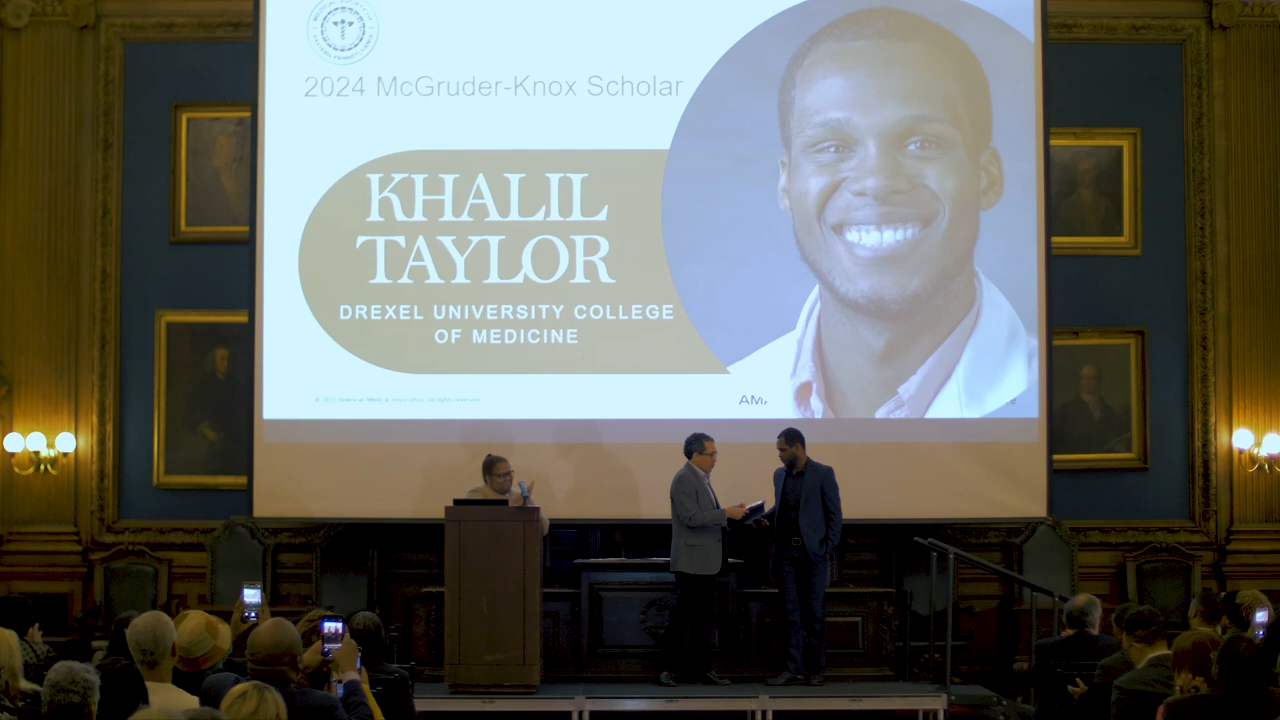 2024 McGruder-Knox Scholar
KHALIL
TAYLOR
DREXEL UNIVERSITY COLLEGE
OF MEDICINE